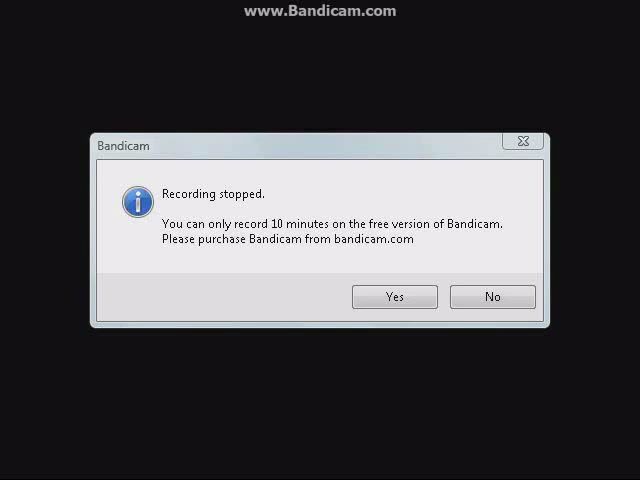 www.Bandicam.com
Bandicam
Recording stopped.
You can only record 10 minutes on the free version of Bandicam.
Please purchase Bandicam from bandicam.com
Yes
No